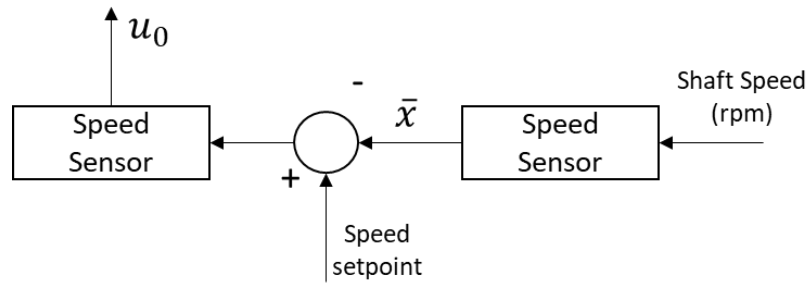 u₀
-
Shaft Speed
(rpm)
Speed
Sensor
x̄
Speed
Sensor
+
Speed
setpoint